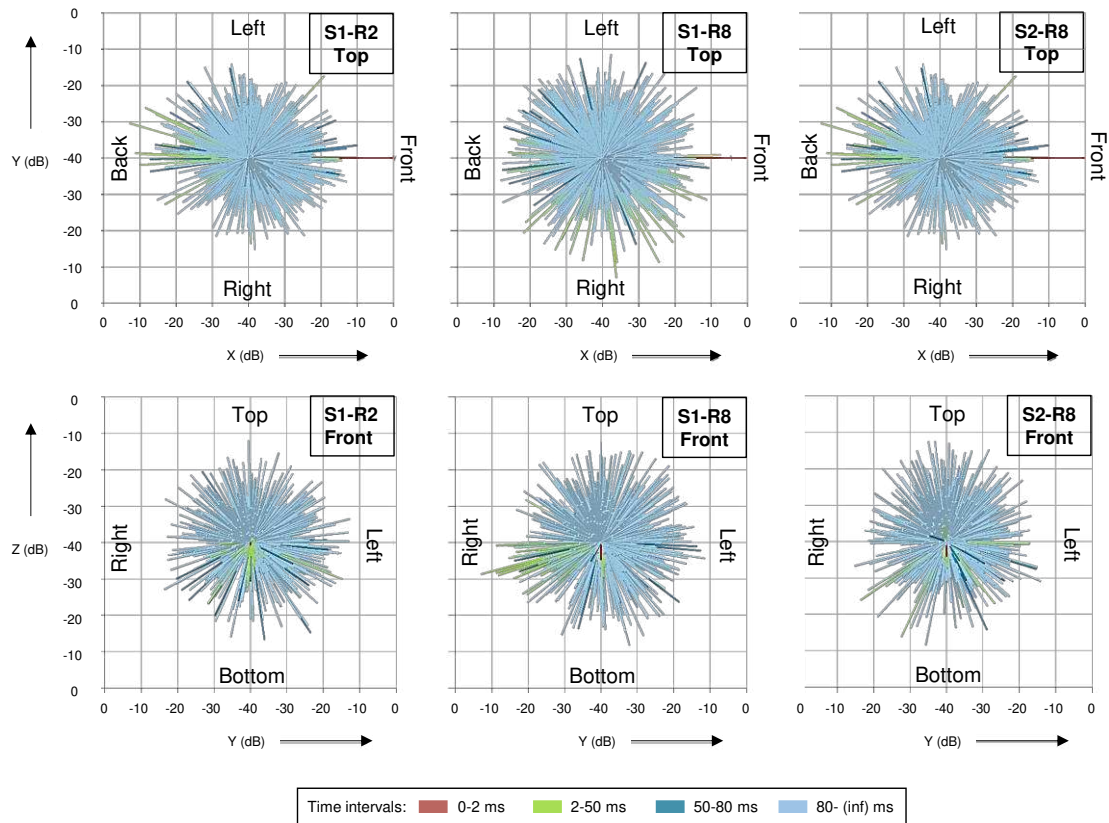 0 -10 -20 -30 -40 -30 -20 -10 0
Y (dB)
Left
Back
Front
Right
S1-R2
Top
0 -10 -20 -30 -40 -30 -20 -10 0
X (dB)
Left
Back
Front
Right
S1-R8
Top
0 -10 -20 -30 -40 -30 -20 -10 0
X (dB)
Left
Back
Front
Right
S2-R8
Top
0 -10 -20 -30 -40 -30 -20 -10 0
X (dB)
0 -10 -20 -30 -40 -30 -20 -10 0
Z (dB)
Top
Right
Left
Bottom
S1-R2
Front
0 -10 -20 -30 -40 -30 -20 -10 0
Y (dB)
Top
Right
Left
Bottom
S1-R8
Front
0 -10 -20 -30 -40 -30 -20 -10 0
Y (dB)
Top
Right
Left
Bottom
S2-R8
Front
0 -10 -20 -30 -40 -30 -20 -10 0
Y (dB)
Time intervals: 0-2 ms 2-50 ms 50-80 ms 80- (inf) ms